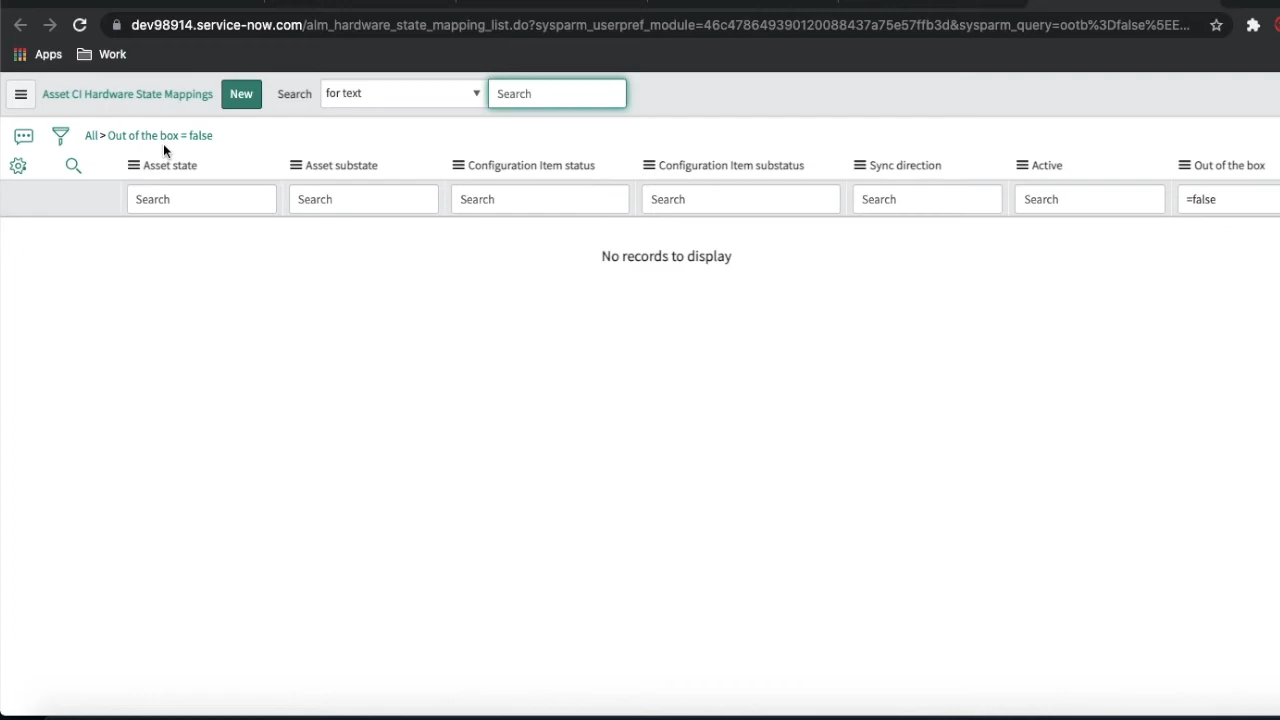 dev98914.service-now.com/alm_hardware_state_mapping_list.do?sysparm_userpref_module=46c478649390120088437a75e57ffb3d&sysparm_query=ootb%3Dfalse%5EE...
Apps Work
Asset CI Hardware State Mappings New Search for text Search
All > Out of the box = false
Asset state Asset substate Configuration Item status Configuration Item substatus Sync direction Active Out of the box
Search Search Search Search Search Search =false
No records to display